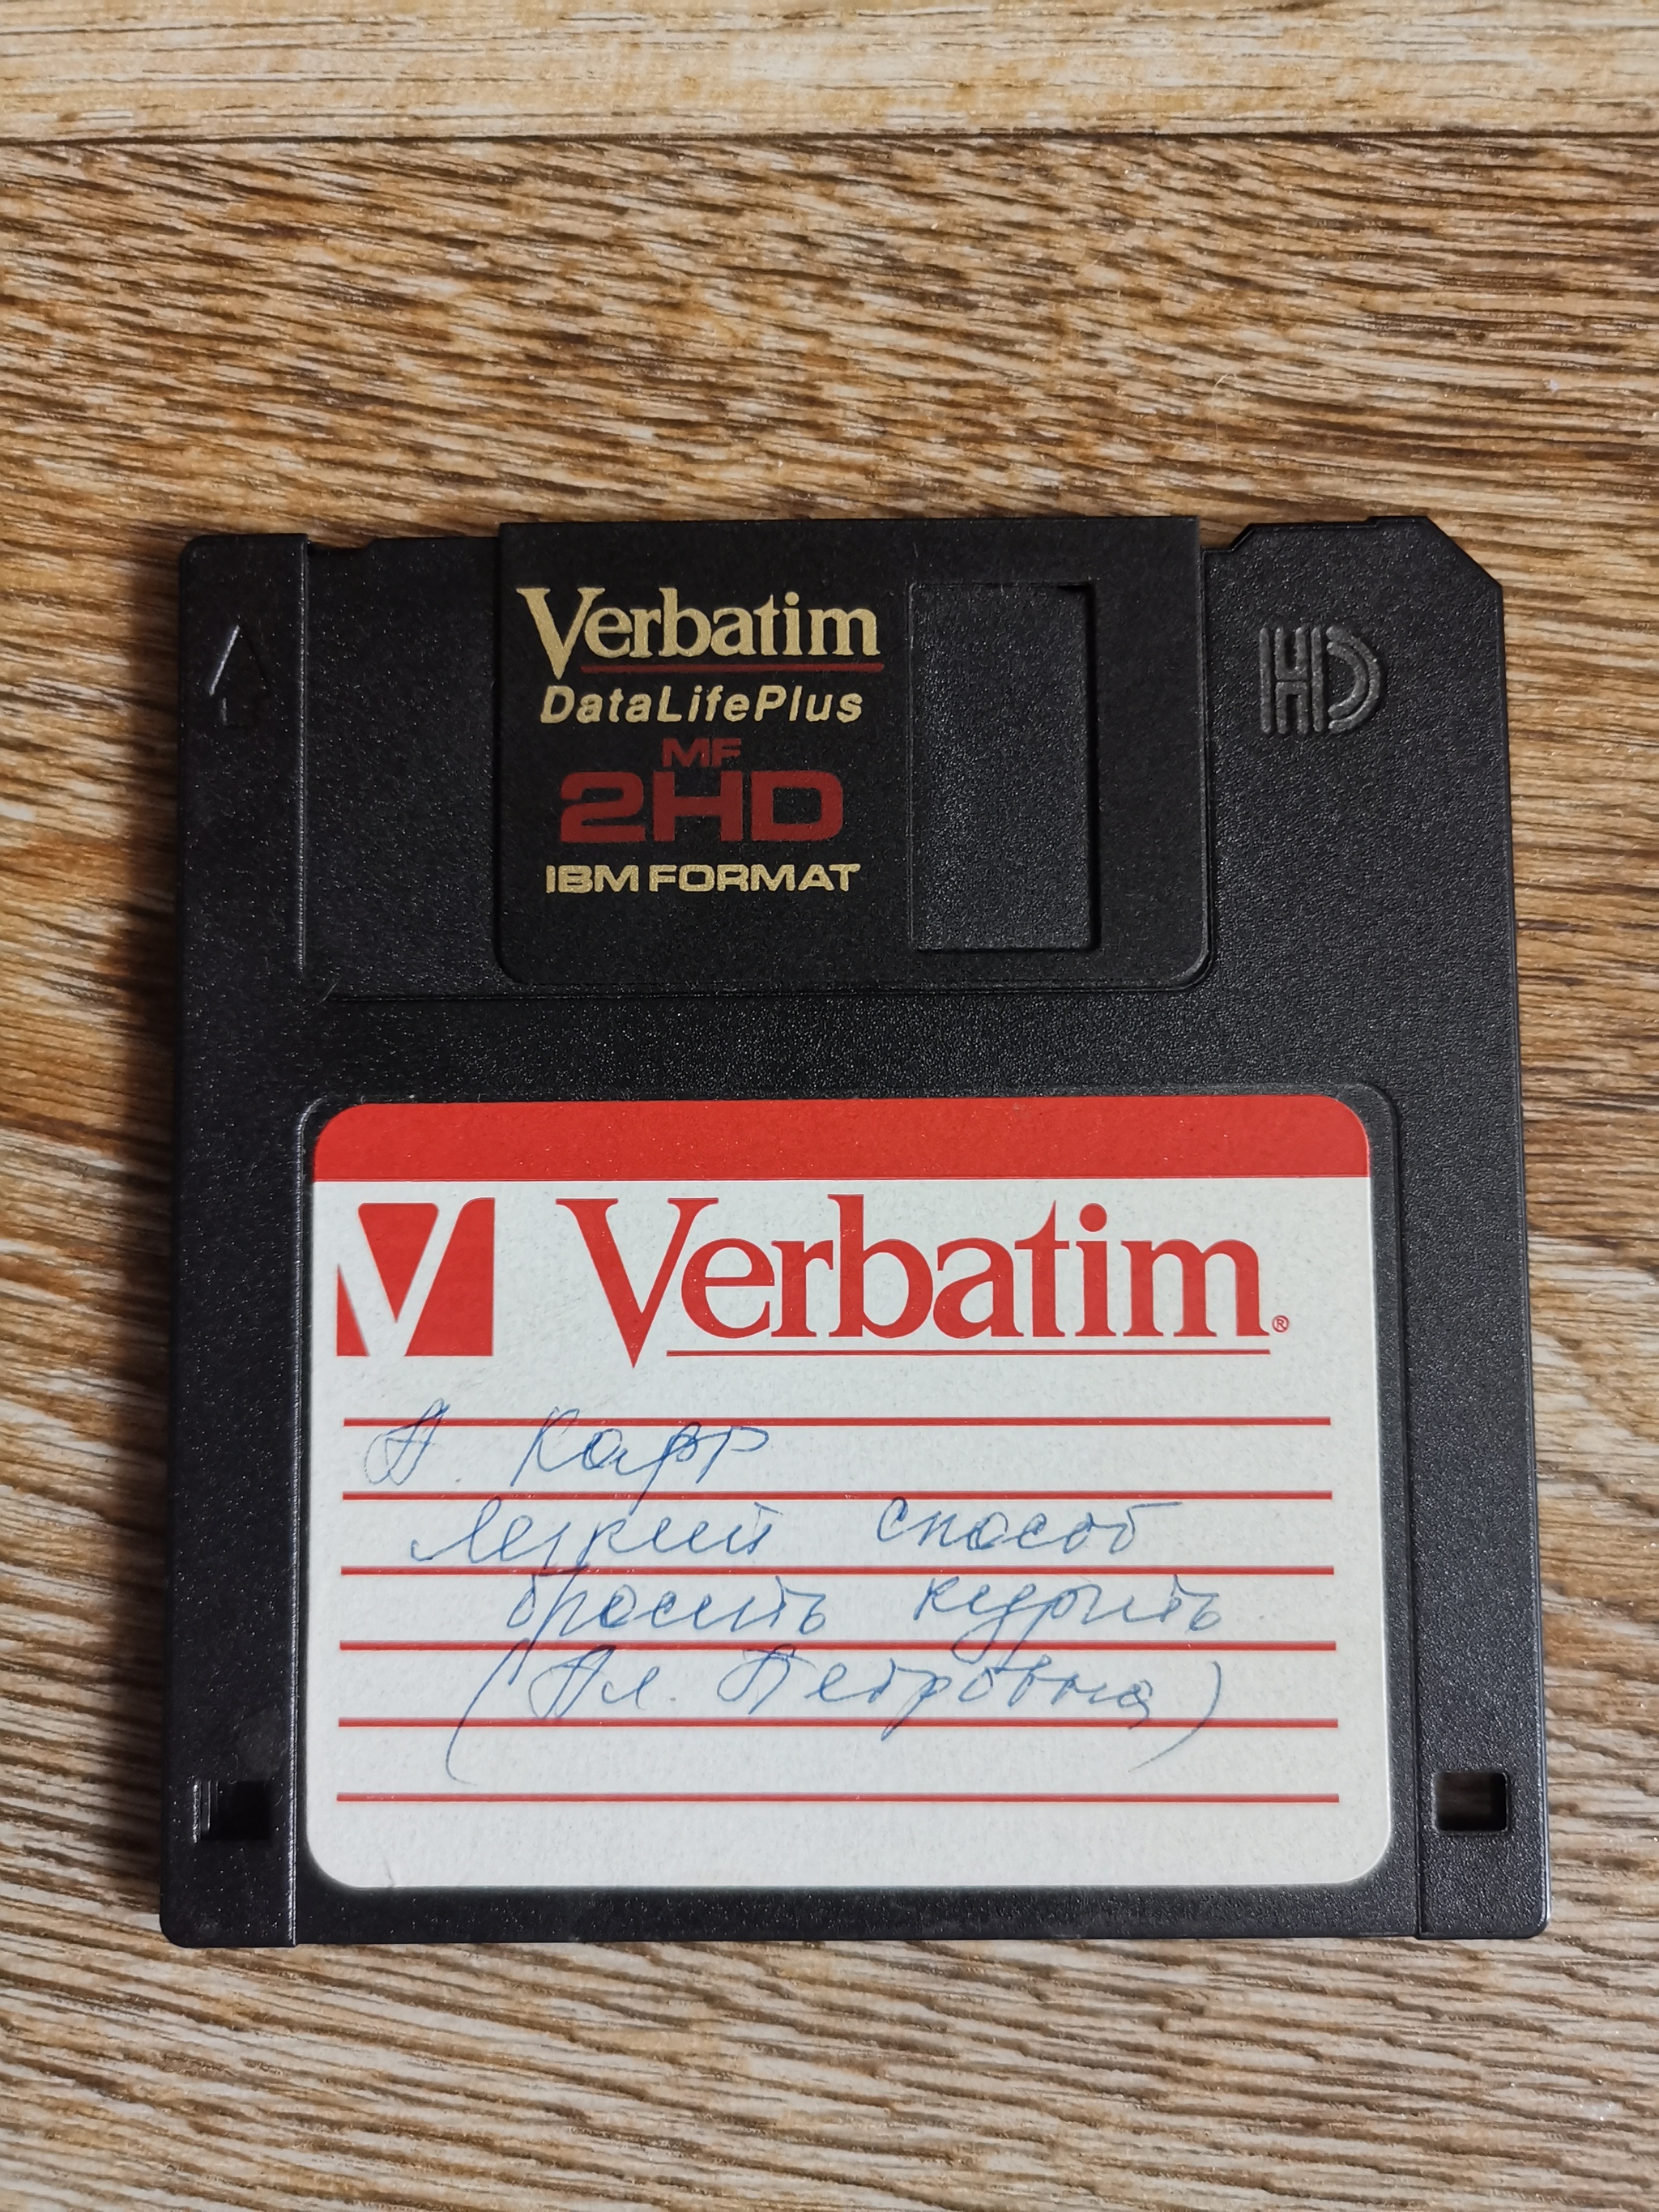 Verbatim
DataLifePlus
MF
2HD
IBM FORMAT
HD
Verbatim®
А. Карр
Легкий способ
бросить курить
(Ал. Петровна)